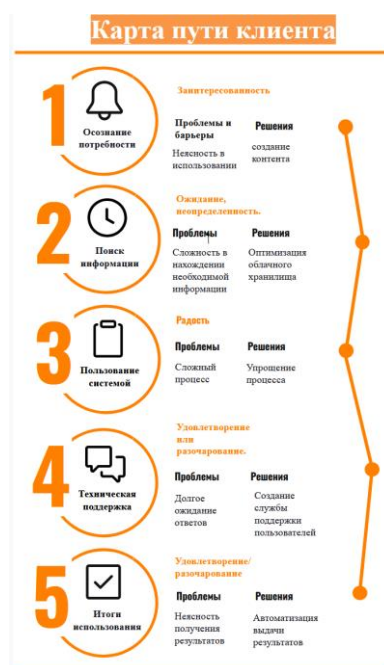 Карта пути клиента
1
Осознание
потребности
Заинтересованность
Проблемы и
барьеры
Неясность в
использовании
Решения
создание
контента
2
Поиск
информации
Ожидание,
неопределенность.
Проблемы
Сложность в
нахождении
необходимой
информации
Решения
Оптимизация
облачного
хранилища
3
Пользование
системой
Радость
Проблемы
Сложный
процесс
Решения
Упрощение
процесса
4
Техническая
поддержка
Удовлетворение
или
разочарование.
Проблемы
Долгое
ожидание
ответов
Решения
Создание
службы
поддержки
пользователей
5
Итоги
использования
Удовлетворение/
разочарование
Проблемы
Неясность
получения
результатов
Решения
Автоматизация
выдачи
результатов